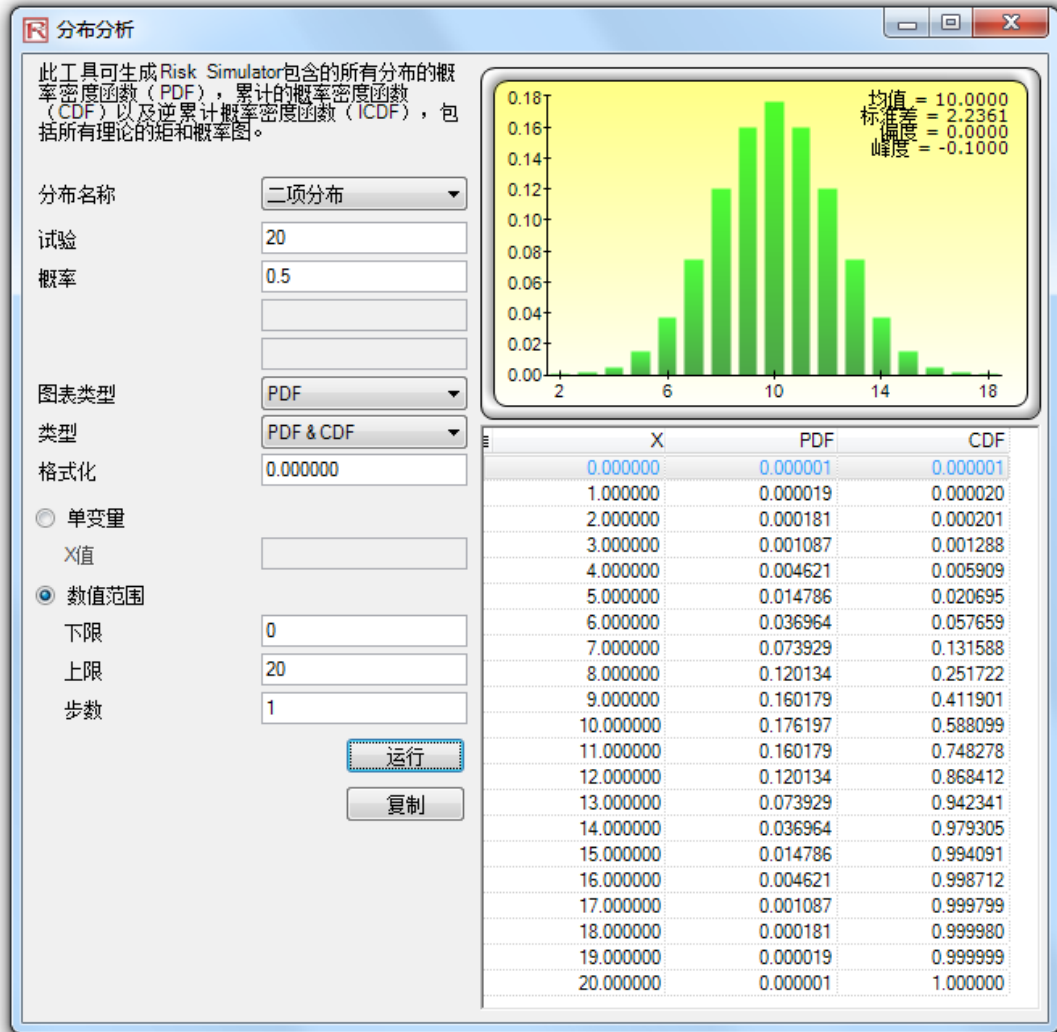 分布分析
此工具可生成Risk Simulator包含的所有分布的概
率密度函数（PDF），累计的概率密度函数
（CDF）以及逆累计概率密度函数（ICDF），包
括所有理论的矩和概率图。
分布名称 二项分布
试验 20
概率 0.5
图表类型 PDF
类型 PDF & CDF
格式化 0.000000
单变量
X值
数值范围
下限 0
上限 20
步数 1
运行
复制
均值 = 10.0000
标准差 = 2.2361
偏度 = 0.0000
峰度 = -0.1000
0.18
0.16
0.14
0.12
0.10
0.08
0.06
0.04
0.02
0.00
2 6 10 14 18
X PDF CDF
0.000000 0.000001 0.000001
1.000000 0.000019 0.000020
2.000000 0.000181 0.000201
3.000000 0.001087 0.001288
4.000000 0.004621 0.005909
5.000000 0.014786 0.020695
6.000000 0.036964 0.057659
7.000000 0.073929 0.131588
8.000000 0.120134 0.251722
9.000000 0.160179 0.411901
10.000000 0.176197 0.588099
11.000000 0.160179 0.748278
12.000000 0.120134 0.868412
13.000000 0.073929 0.942341
14.000000 0.036964 0.979305
15.000000 0.014786 0.994091
16.000000 0.004621 0.998712
17.000000 0.001087 0.999799
18.000000 0.000181 0.999980
19.000000 0.000019 0.999999
20.000000 0.000001 1.000000